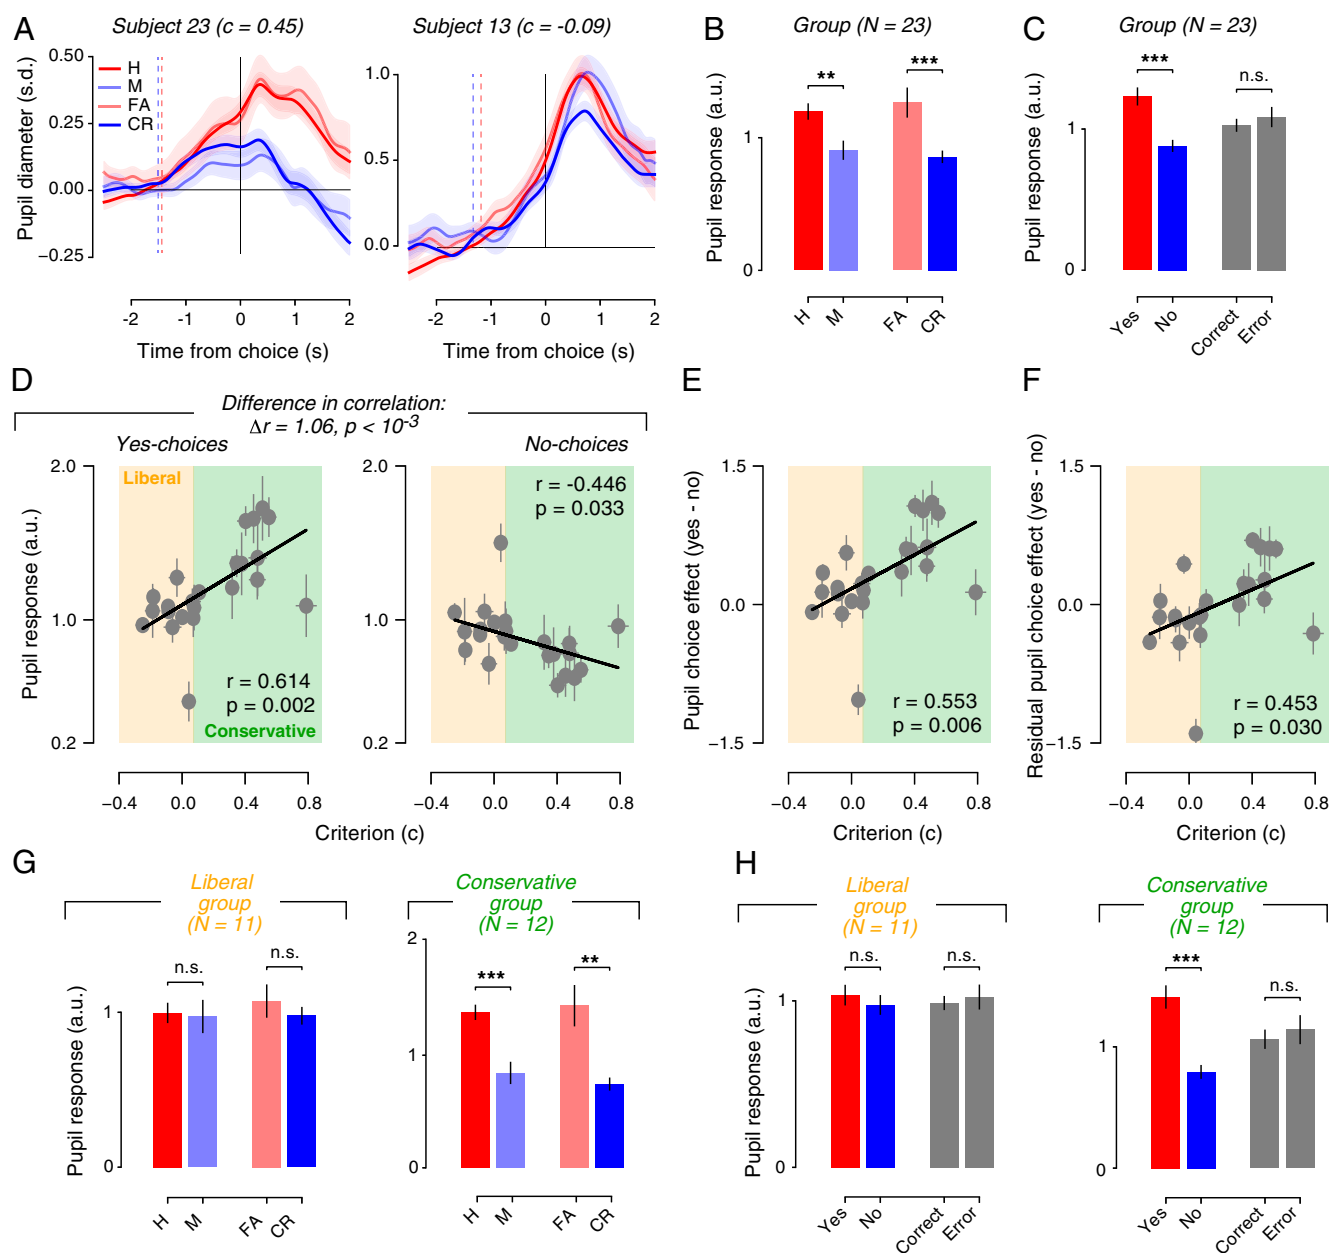 A
Subject 23 (c = 0.45)
Subject 13 (c = -0.09)
Pupil diameter (s.d.)
0.50
0.25
0.00
−0.25
H
M
FA
CR
1.0
0.5
0.0
-2 -1 0 1 2
-2 -1 0 1 2
Time from choice (s)
Time from choice (s)
B
Group (N = 23)
Pupil response (a.u.)
1
0
**
***
H M FA CR
C
Group (N = 23)
Pupil response (a.u.)
1
0
***
n.s.
Yes No Correct Error
D
Difference in correlation:
Δr = 1.06, p < 10-3
Yes-choices
No-choices
Pupil response (a.u.)
2.0
1.0
0.2
Liberal
r = 0.614
p = 0.002
Conservative
−0.4 0.0 0.4 0.8
2.0
1.0
0.2
r = -0.446
p = 0.033
−0.4 0.0 0.4 0.8
Criterion (c)
E
Pupil choice effect (yes - no)
1.5
0.0
−1.5
r = 0.553
p = 0.006
−0.4 0.0 0.4 0.8
Criterion (c)
F
Residual pupil choice effect (yes - no)
1.5
0.0
−1.5
r = 0.453
p = 0.030
−0.4 0.0 0.4 0.8
Criterion (c)
G
Liberal
group
(N = 11)
Pupil response (a.u.)
1
0
n.s.
n.s.
H M FA CR
Conservative
group
(N = 12)
2
1
0
***
**
H M FA CR
H
Liberal
group
(N = 11)
Pupil response (a.u.)
1
0
n.s.
n.s.
Yes No Correct Error
Conservative
group
(N = 12)
1
0
***
n.s.
Yes No Correct Error